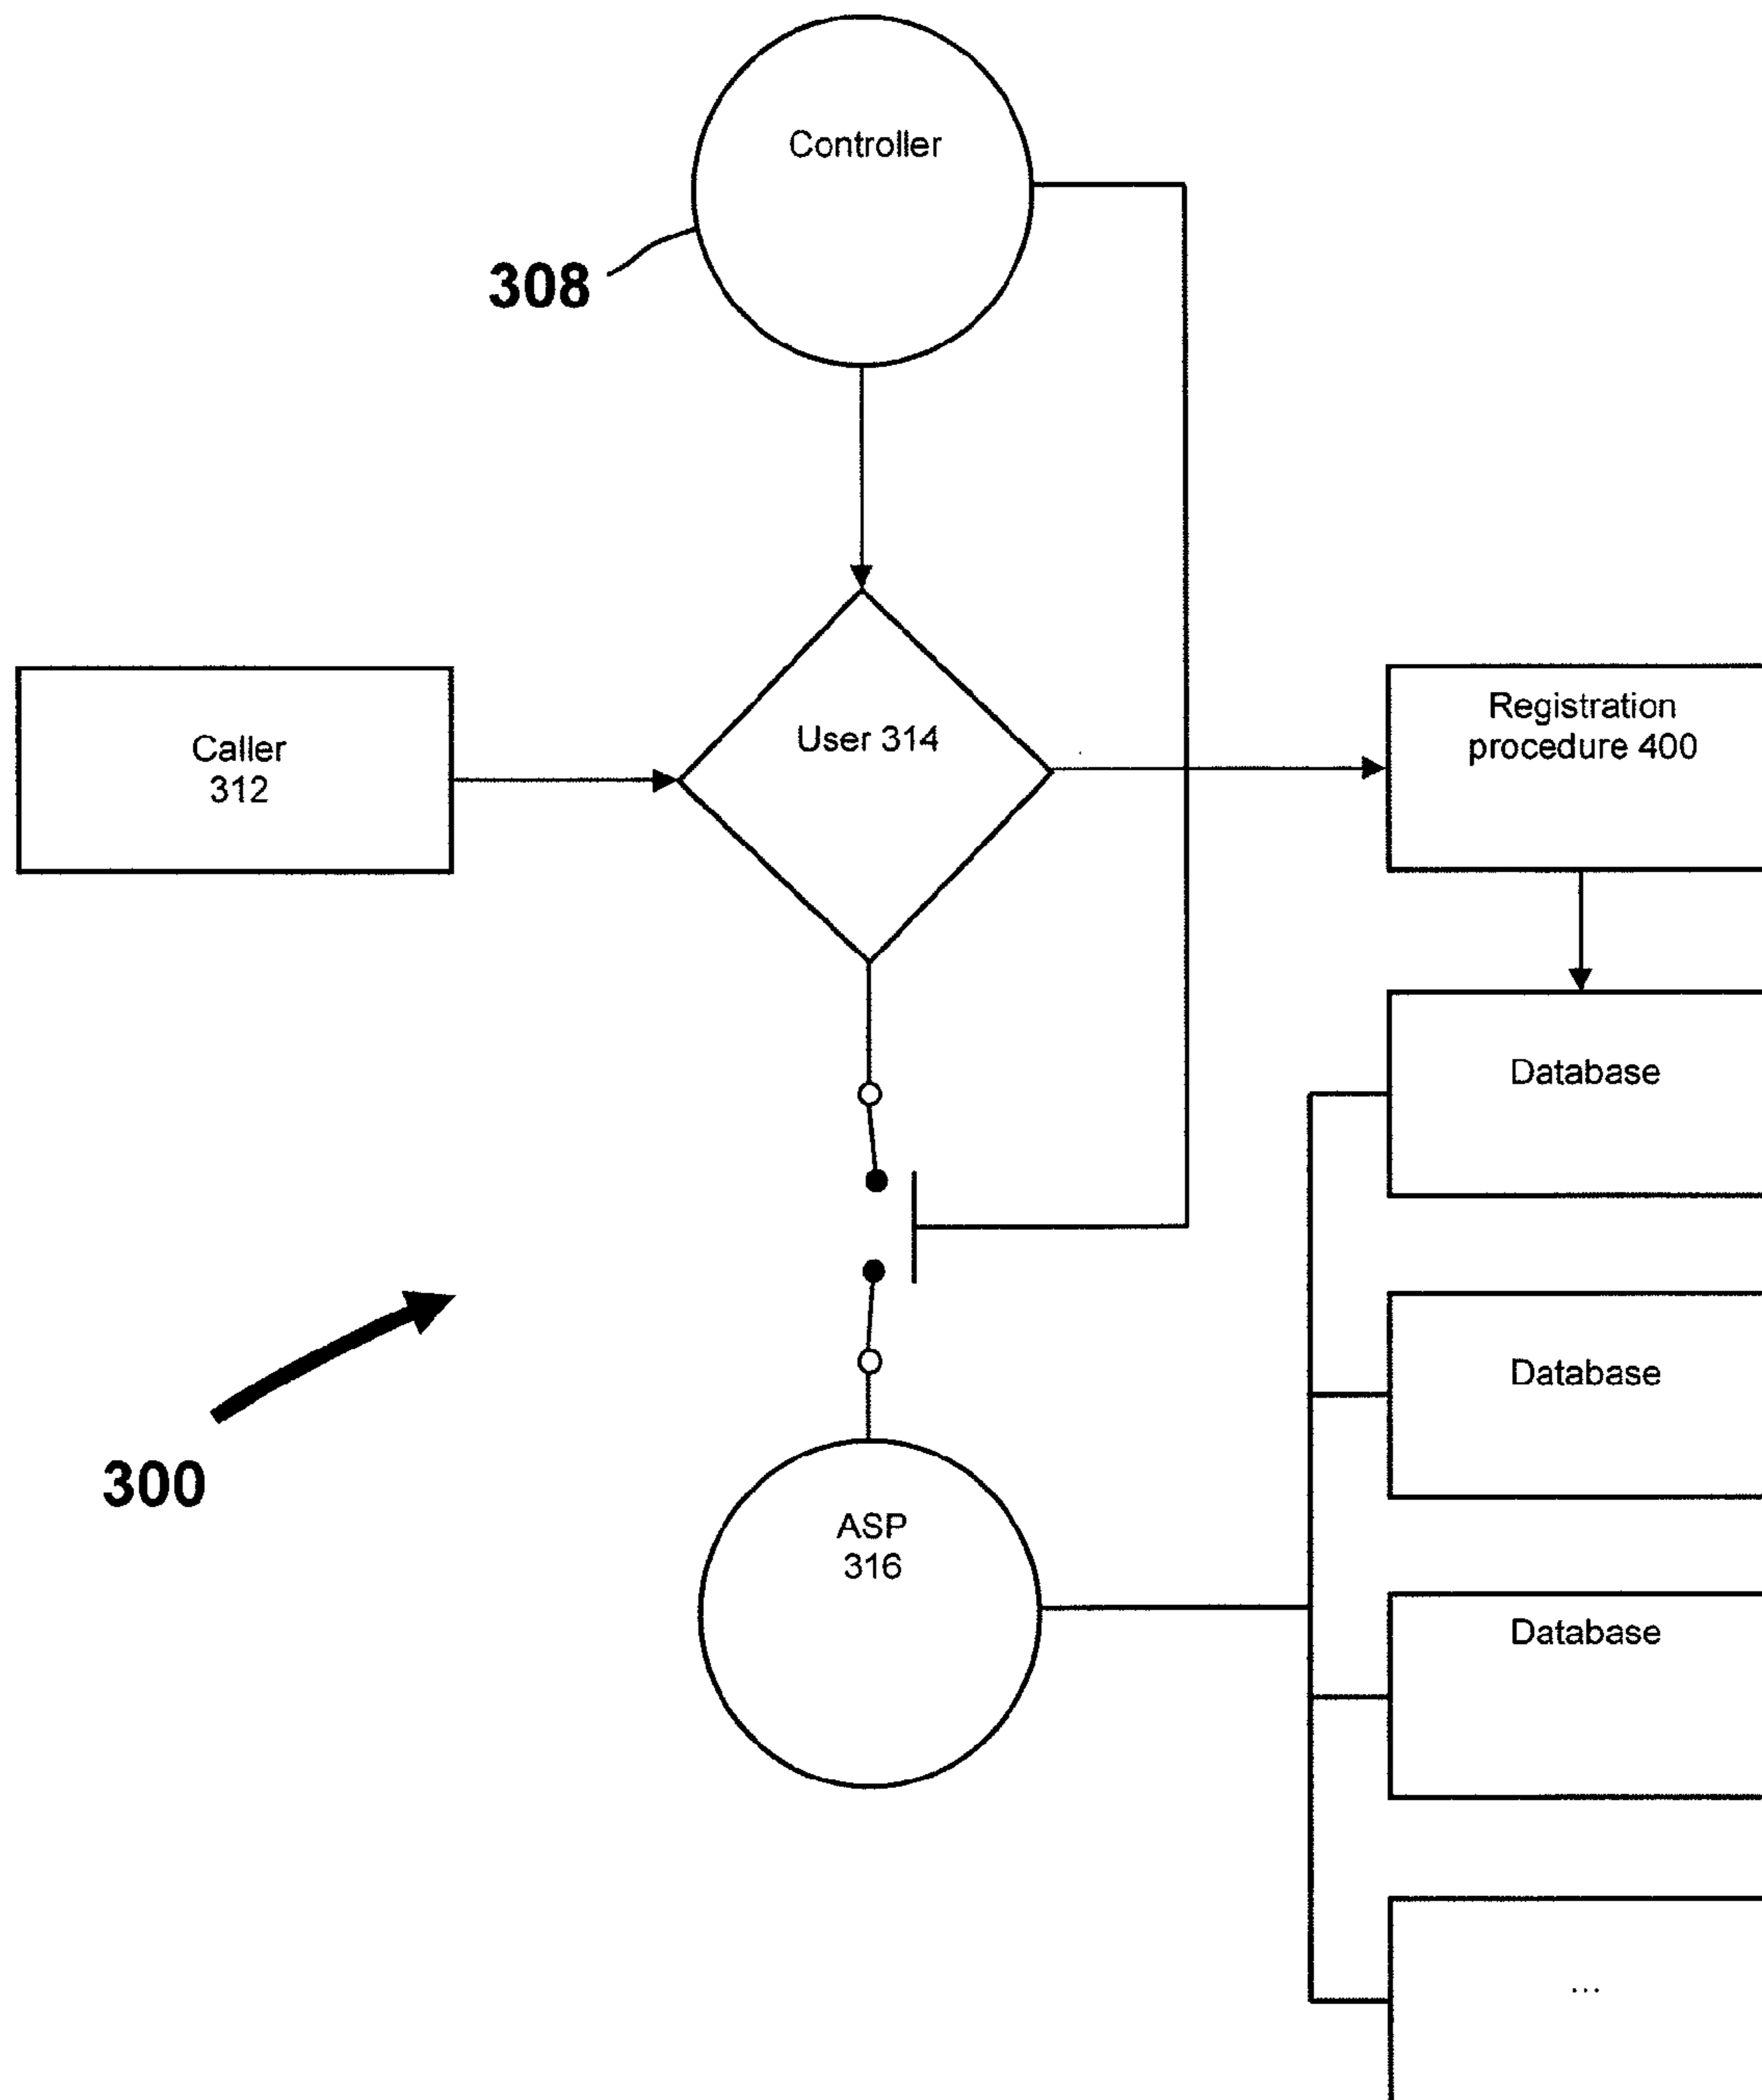 Controller
308
Caller
312
User 314
Registration
procedure 400
Database
Database
300
ASP
316
Database
...